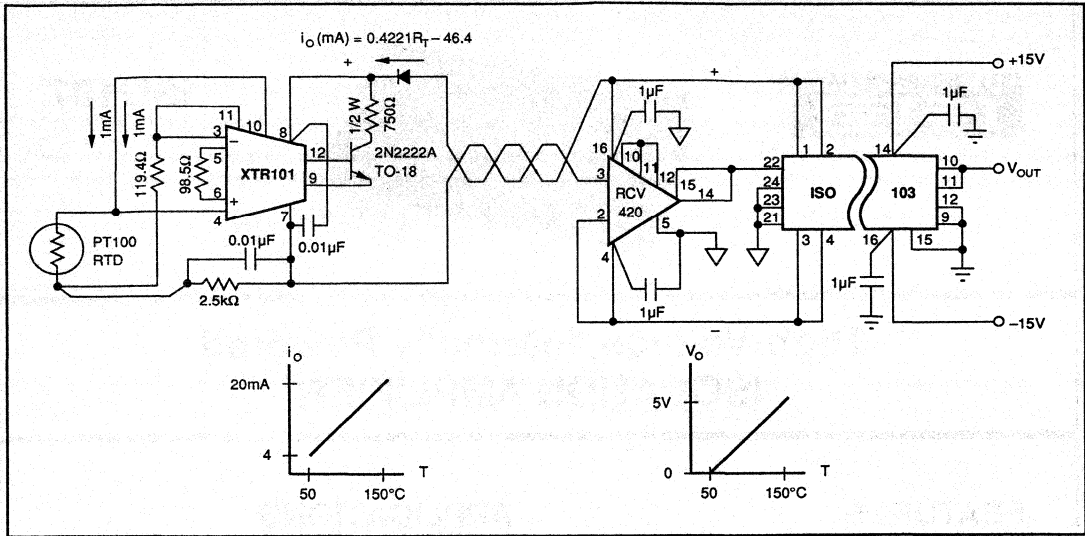 i_O (mA) = 0.4221R_T – 46.4
+
1mA
1mA
11
10
8
3
–
5
XTR101
12
9
6
+
4
7
119.4Ω
98.5Ω
1/2 W
750Ω
2N2222A
TO-18
PT100
RTD
0.01µF
0.01µF
2.5kΩ
+
1µF
16
10
11
12
15
14
3
RCV
420
2
5
4
1µF
–
+15V
1µF
1
2
14
22
24
23
21
ISO
103
10
11
12
9
V_OUT
3
4
16
15
1µF
–15V
i_O
20mA
4
50
150°C
T
V_O
5V
0
50
150°C
T